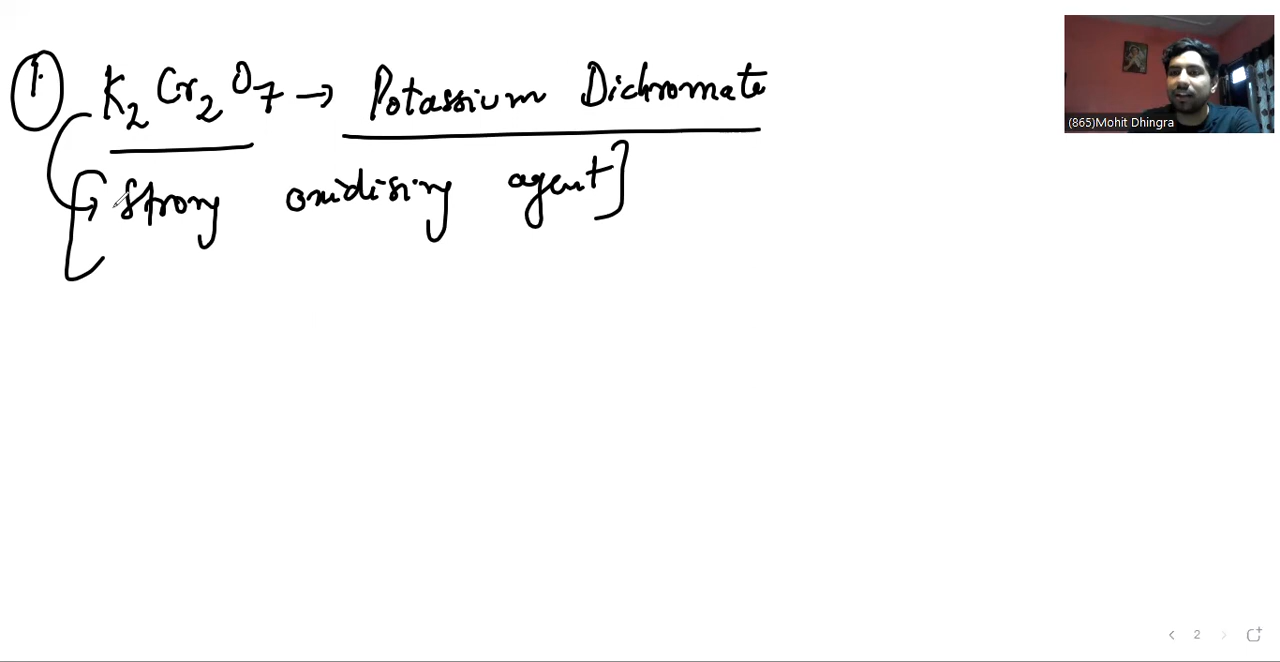 1. K₂Cr₂O₇ → Potassium Dichromate
Strong oxidising agent]
(865)Mohit Dhingra
2